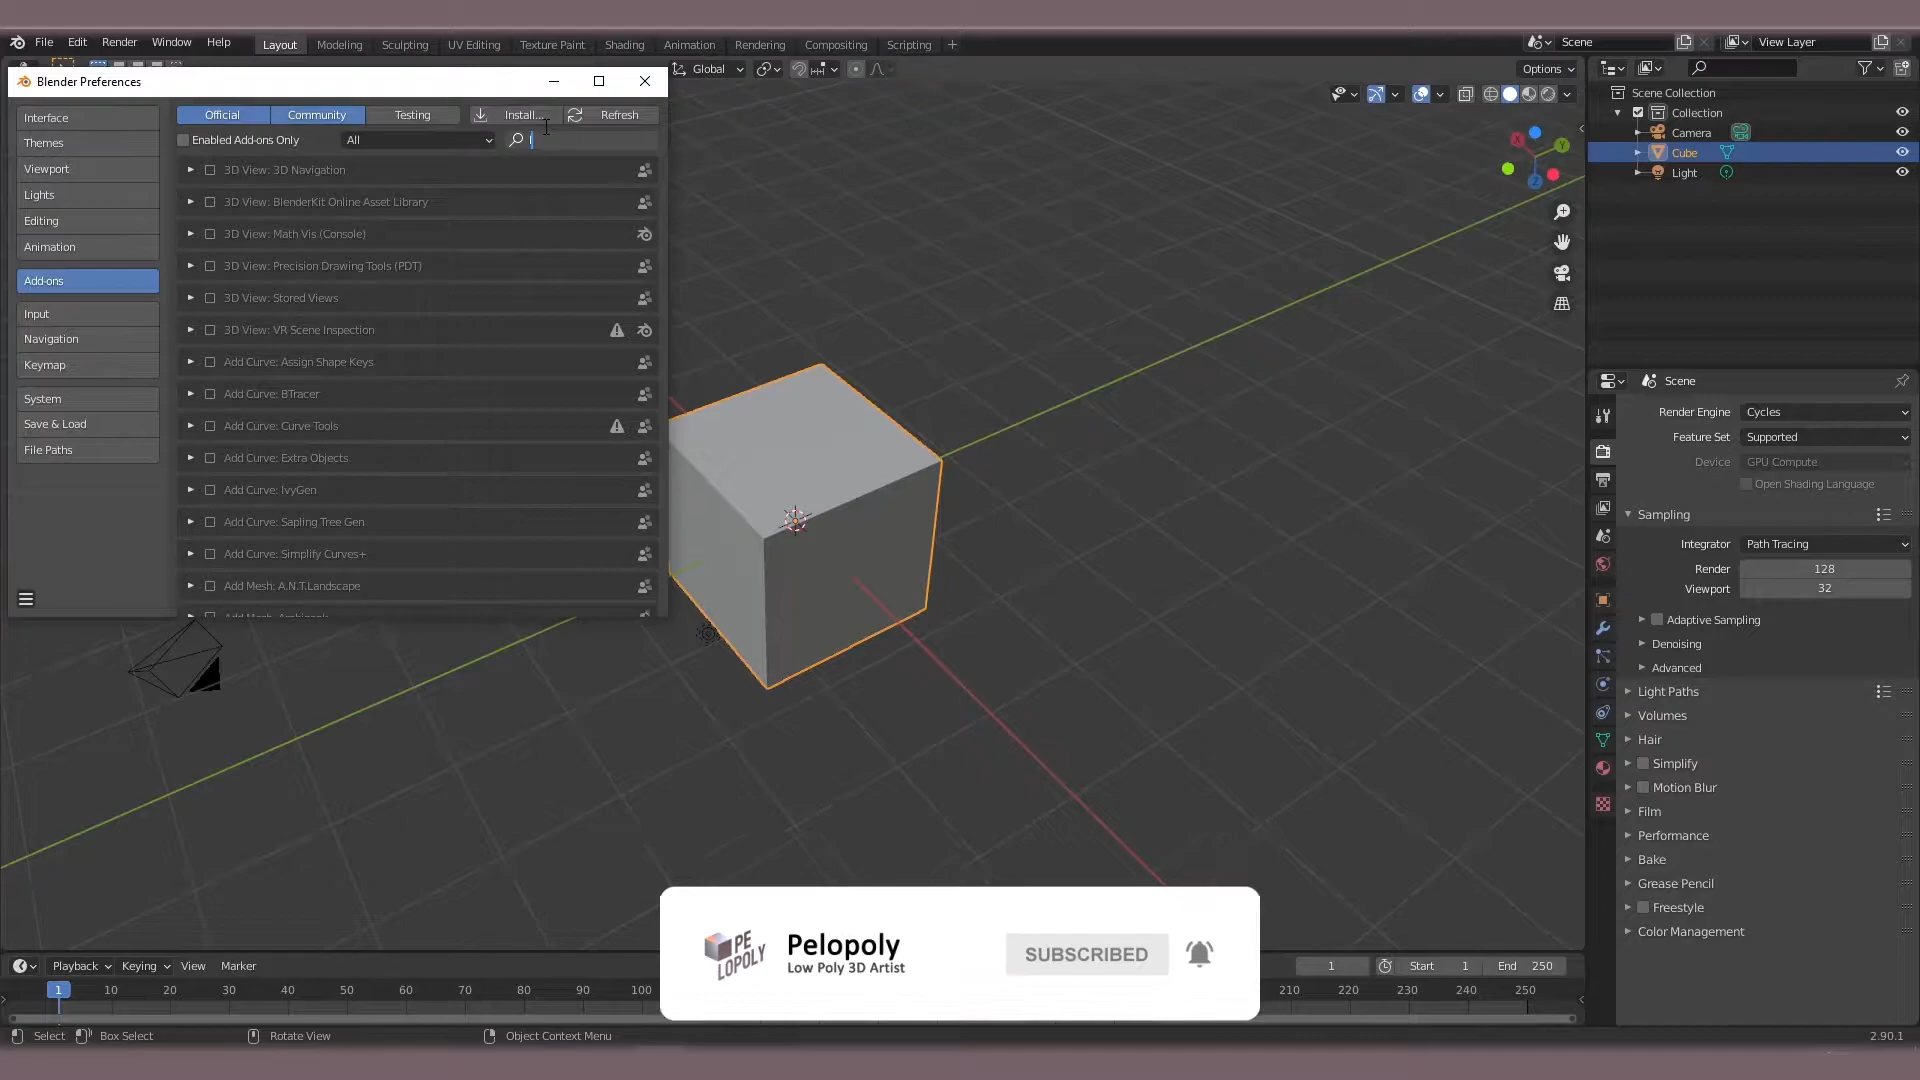 File Edit Render Window Help Layout Modeling Sculpting UV Editing Texture Paint Shading Animation Rendering Compositing Scripting + Scene View Layer
Blender Preferences
Global
Options
Interface
Themes
Viewport
Lights
Editing
Animation
Add-ons
Input
Navigation
Keymap
System
Save & Load
File Paths
Official Community Testing Install... Refresh
Enabled Add-ons Only All
3D View: 3D Navigation
3D View: BlenderKit Online Asset Library
3D View: Math Vis (Console)
3D View: Precision Drawing Tools (PDT)
3D View: Stored Views
3D View: VR Scene Inspection
Add Curve: Assign Shape Keys
Add Curve: BTracer
Add Curve: Curve Tools
Add Curve: Extra Objects
Add Curve: IvyGen
Add Curve: Sapling Tree Gen
Add Curve: Simplify Curves+
Add Mesh: A.N.T.Landscape
X
Y
Z
Scene Collection
Collection
Camera
Cube
Light
Scene
Render Engine Cycles
Feature Set Supported
Device GPU Compute
Open Shading Language
Sampling
Integrator Path Tracing
Render 128
Viewport 32
Adaptive Sampling
Denoising
Advanced
Light Paths
Volumes
Hair
Simplify
Motion Blur
Film
Performance
Bake
Grease Pencil
Freestyle
Color Management
PE
LOPOLY
Pelopoly
Low Poly 3D Artist
SUBSCRIBED
Playback Keying View Marker
1 Start 1 End 250
1 10 20 30 40 50 60 70 80 90 100 210 220 230 240 250
Select Box Select Rotate View Object Context Menu 2.90.1